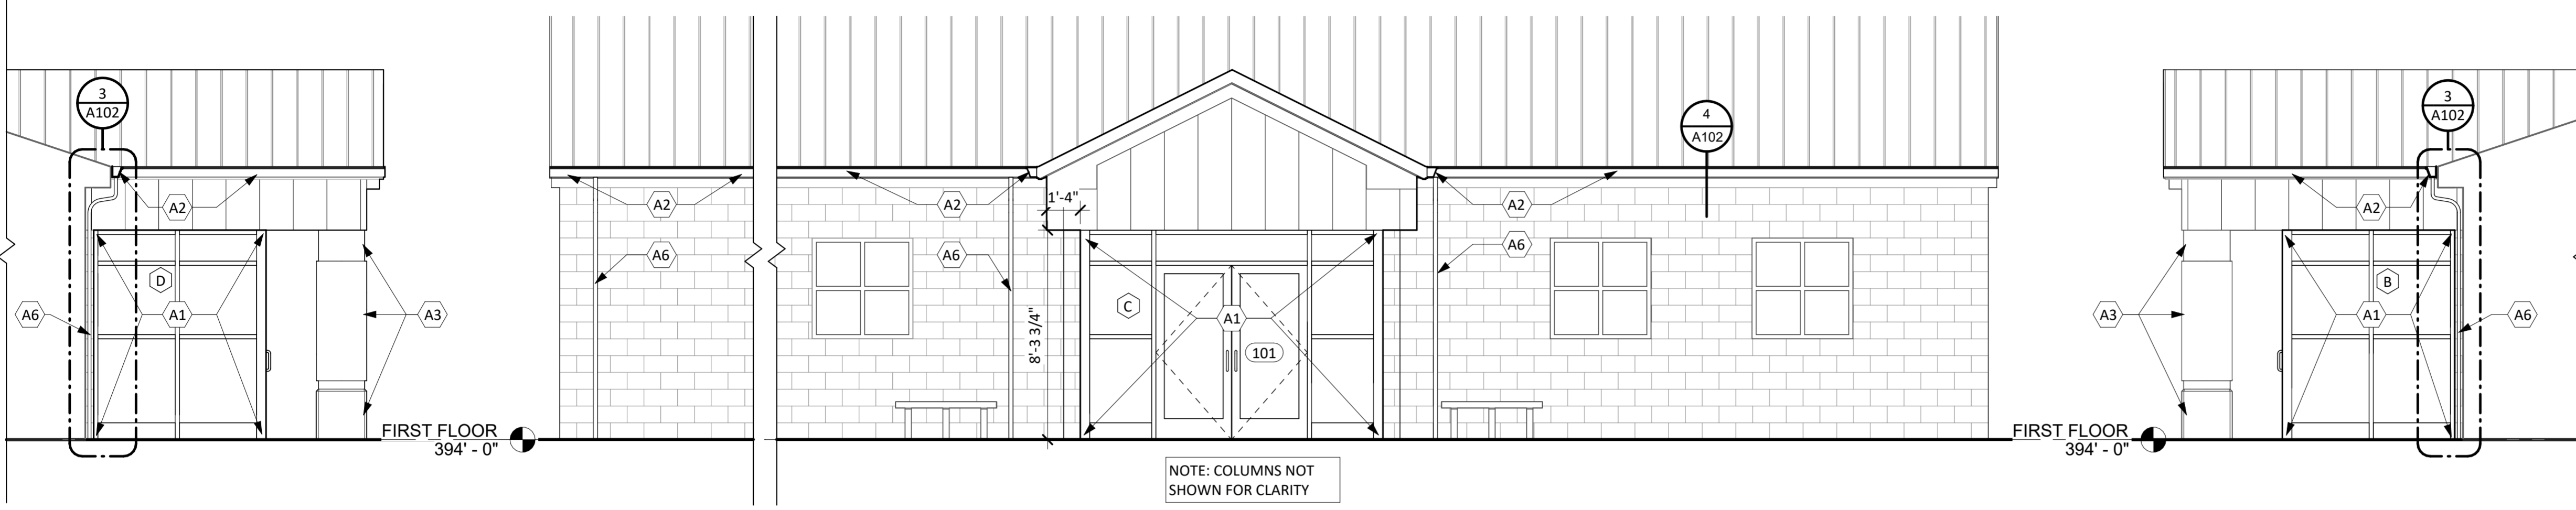 3
A102
A2
D
A6
A1
A3
FIRST FLOOR
394' - 0"
A2
A6
A2
A6
1'-4"
8'-3 3/4"
C
A1
101
NOTE: COLUMNS NOT
SHOWN FOR CLARITY
4
A102
A2
A6
FIRST FLOOR
394' - 0"
3
A102
A2
B
A3
A1
A6